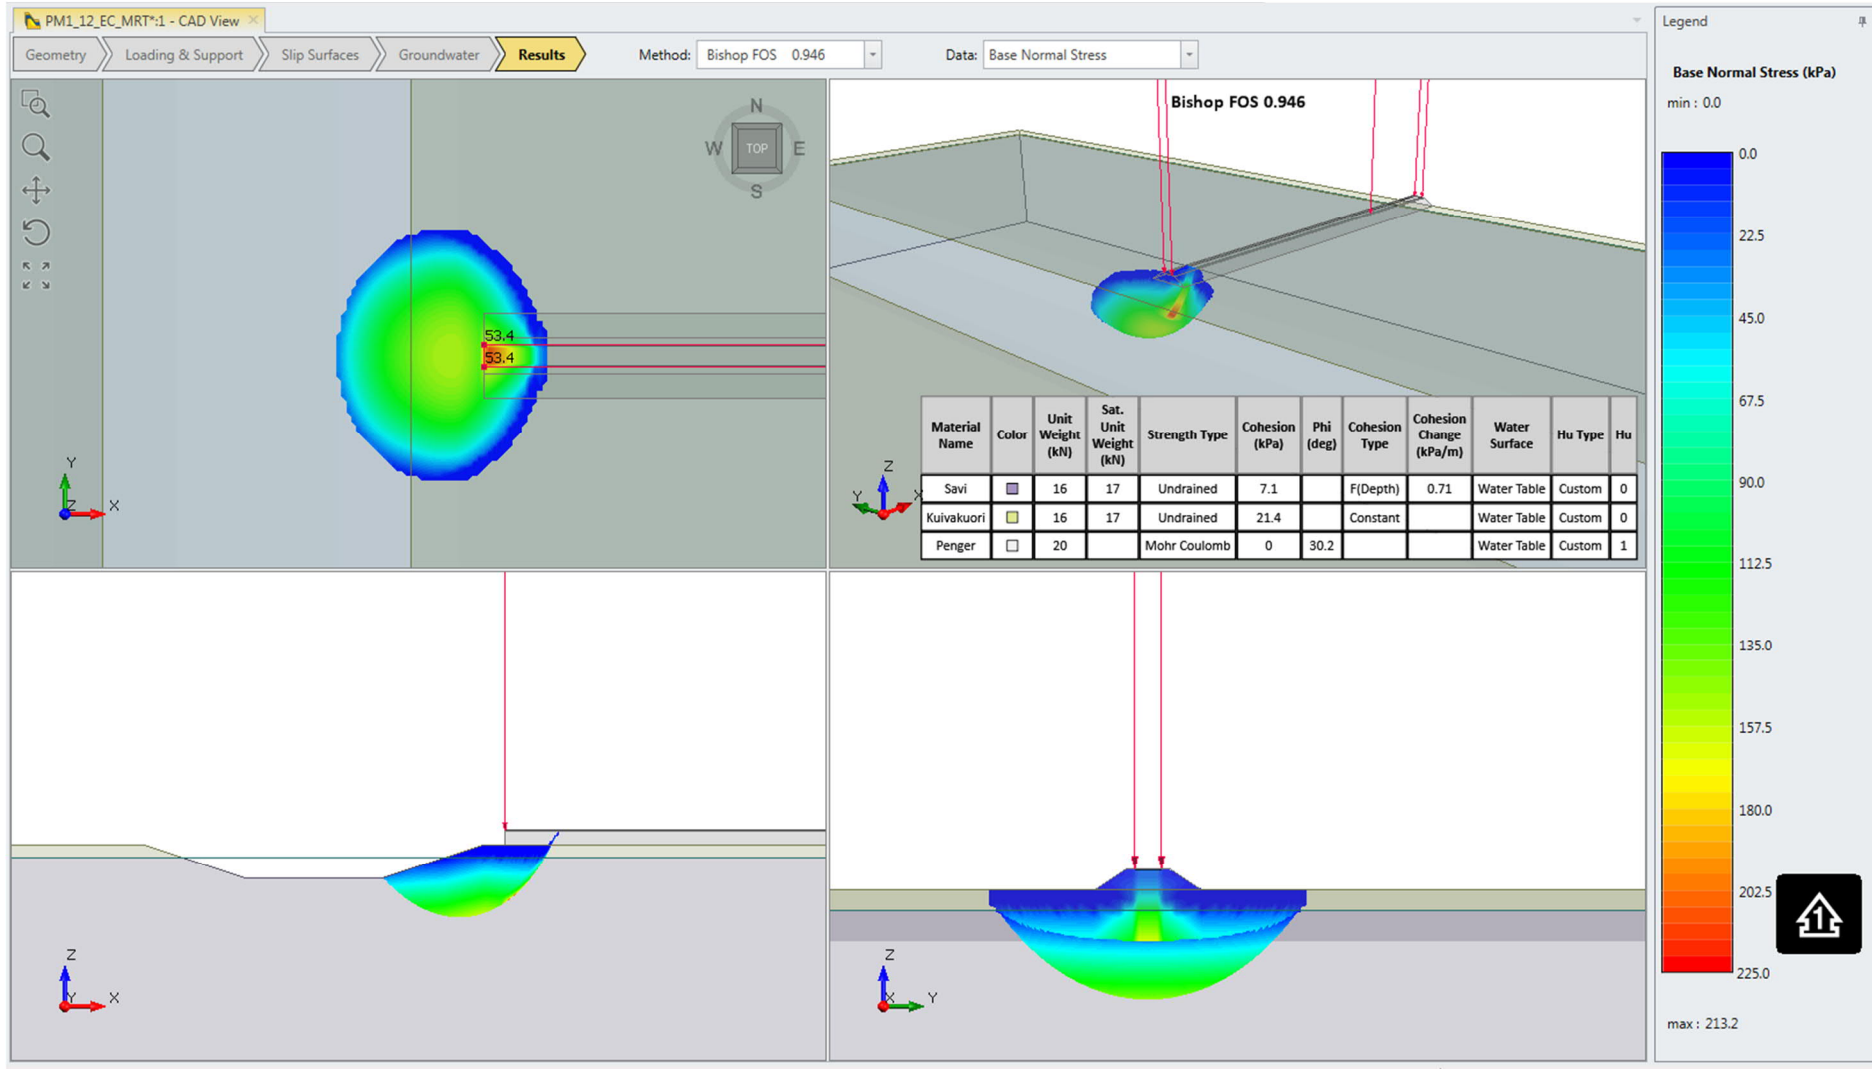 PM1_12_EC_MRT*:1 - CAD View
Geometry
Loading & Support
Slip Surfaces
Groundwater
Results
Method: Bishop FOS 0.946
Data: Base Normal Stress
N
W TOP E
S
53.4
53.4
Y
Z X
Bishop FOS 0.946
Z
Y X
Material Name Color Unit Weight (kN) Sat. Unit Weight (kN) Strength Type Cohesion (kPa) Phi (deg) Cohesion Type Cohesion Change (kPa/m) Water Surface Hu Type Hu
Savi 16 17 Undrained 7.1 F(Depth) 0.71 Water Table Custom 0
Kuivakuori 16 17 Undrained 21.4 Constant Water Table Custom 0
Penger 20 Mohr Coulomb 0 30.2 Water Table Custom 1
Z
Y X
Z
X Y
Legend
Base Normal Stress (kPa)
min : 0.0
0.0
22.5
45.0
67.5
90.0
112.5
135.0
157.5
180.0
202.5
225.0
max : 213.2
1